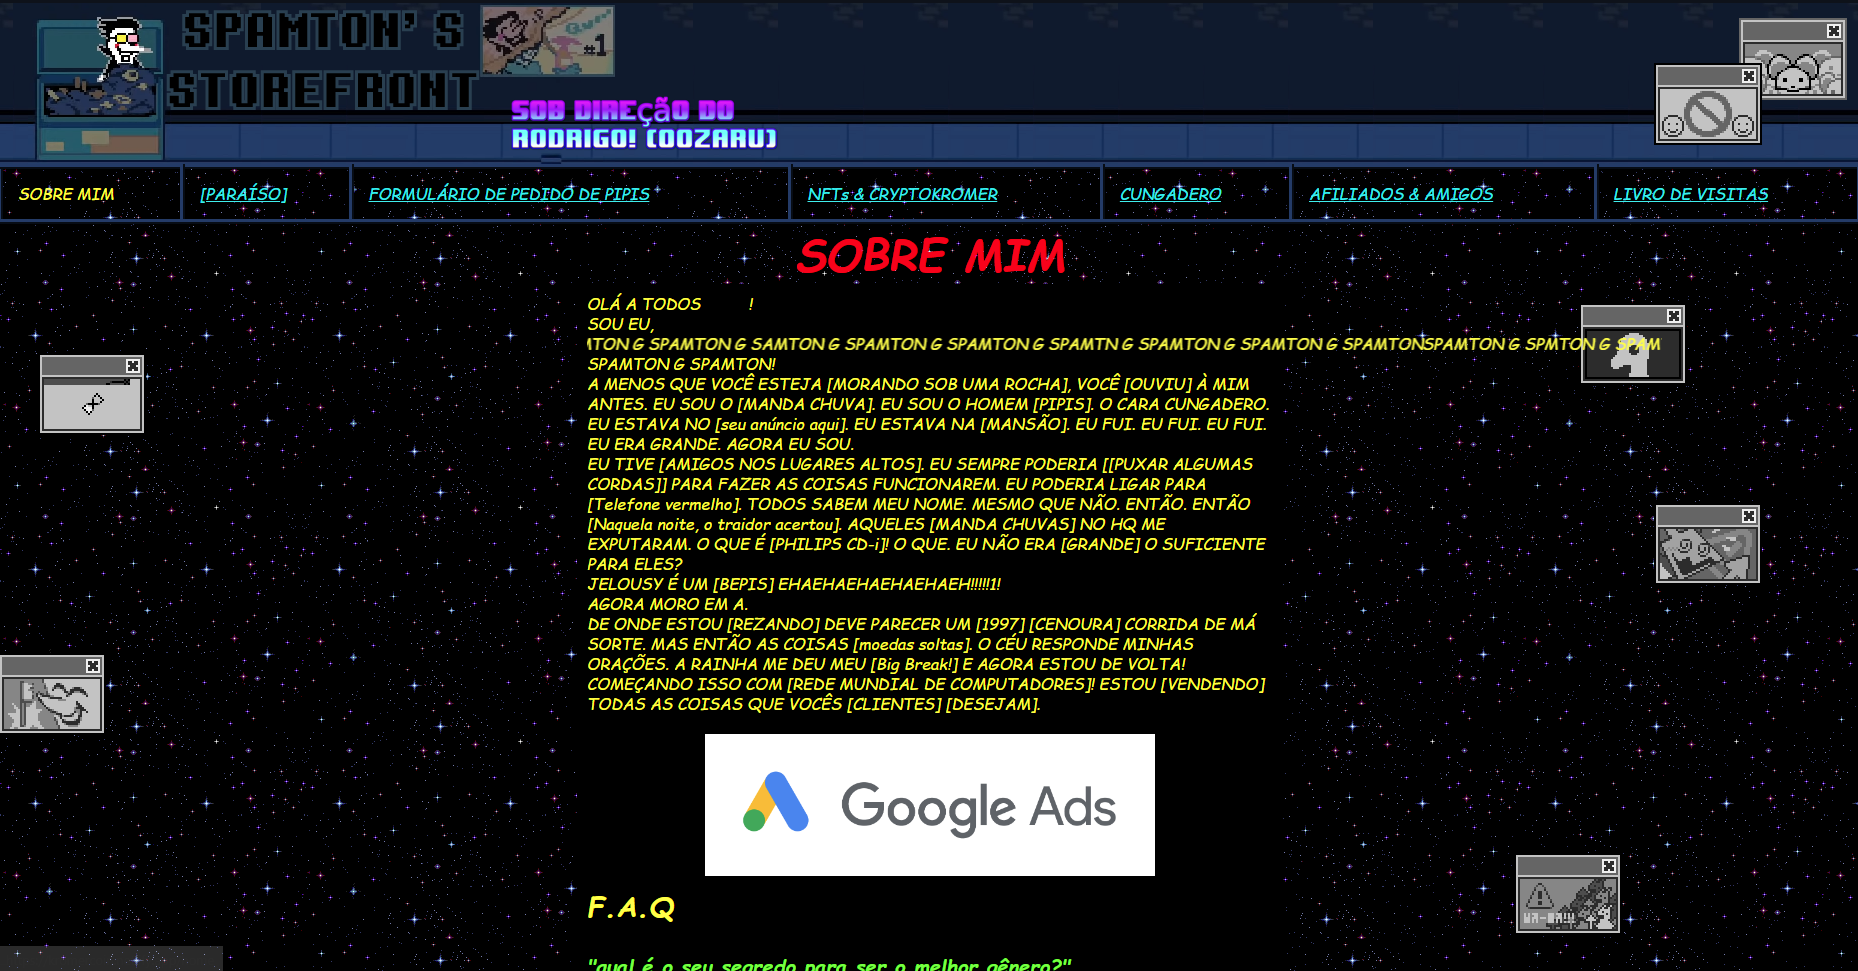 SPAMTON'S
STOREFRONT
#1
SOB DIREÇÃO DO
RODRIGO! (OOZARU)
SOBRE MIM
[PARAÍSO]
FORMULÁRIO DE PEDIDO DE PIPIS
NFTs & CRYPTOKROMER
CUNGADERO
AFILIADOS & AMIGOS
LIVRO DE VISITAS
SOBRE MIM
OLÁ A TODOS !
SOU EU,
TON G SPAMTON G SAMTON G SPAMTON G SPAMTON G SPAMTN G SPAMTON G SPAMTON G SPAMTONSPAMTON G SPMTON G SPAM
SPAMTON G SPAMTON!
A MENOS QUE VOCÊ ESTEJA [MORANDO SOB UMA ROCHA], VOCÊ [OUVIU] À MIM
ANTES. EU SOU O [MANDA CHUVA]. EU SOU O HOMEM [PIPIS]. O CARA CUNGADERO.
EU ESTAVA NO [seu anúncio aqui]. EU ESTAVA NA [MANSÃO]. EU FUI. EU FUI. EU FUI.
EU ERA GRANDE. AGORA EU SOU.
EU TIVE [AMIGOS NOS LUGARES ALTOS]. EU SEMPRE PODERIA [[PUXAR ALGUMAS
CORDAS]] PARA FAZER AS COISAS FUNCIONAREM. EU PODERIA LIGAR PARA
[Telefone vermelho]. TODOS SABEM MEU NOME. MESMO QUE NÃO. ENTÃO. ENTÃO
[Naquela noite, o traidor acertou]. AQUELES [MANDA CHUVAS] NO HQ ME
EXPUTARAM. O QUE É [PHILIPS CD-i]! O QUE. EU NÃO ERA [GRANDE] O SUFICIENTE
PARA ELES?
JELOUSY É UM [BEPIS] EHAEHAEHAEHAEHAEH!!!!!1!
AGORA MORO EM A.
DE ONDE ESTOU [REZANDO] DEVE PARECER UM [1997] [CENOURA] CORRIDA DE MÁ
SORTE. MAS ENTÃO AS COISAS [moedas soltas]. O CÉU RESPONDE MINHAS
ORAÇÕES. A RAINHA ME DEU MEU [Big Break!] E AGORA ESTOU DE VOLTA!
COMEÇANDO ISSO COM [REDE MUNDIAL DE COMPUTADORES]! ESTOU [VENDENDO]
TODAS AS COISAS QUE VOCÊS [CLIENTES] [DESEJAM].
Google Ads
F.A.Q
"qual é o seu segredo para ser o melhor gênero?"